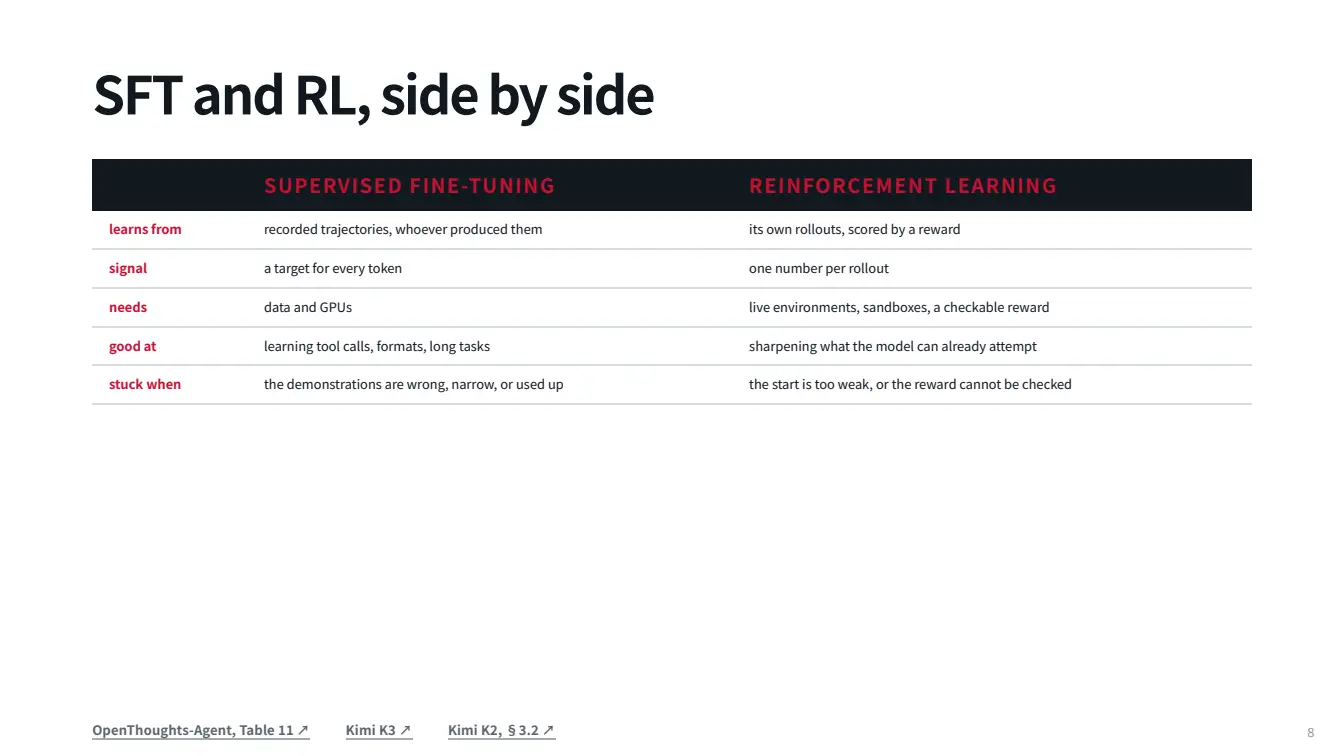 SFT and RL, side by side
SUPERVISED FINE-TUNING REINFORCEMENT LEARNING
learns from recorded trajectories, whoever produced them its own rollouts, scored by a reward
signal a target for every token one number per rollout
needs data and GPUs live environments, sandboxes, a checkable reward
good at learning tool calls, formats, long tasks sharpening what the model can already attempt
stuck when the demonstrations are wrong, narrow, or used up the start is too weak, or the reward cannot be checked
OpenThoughts-Agent, Table 11 ↗ Kimi K3 ↗ Kimi K2, §3.2 ↗ 8